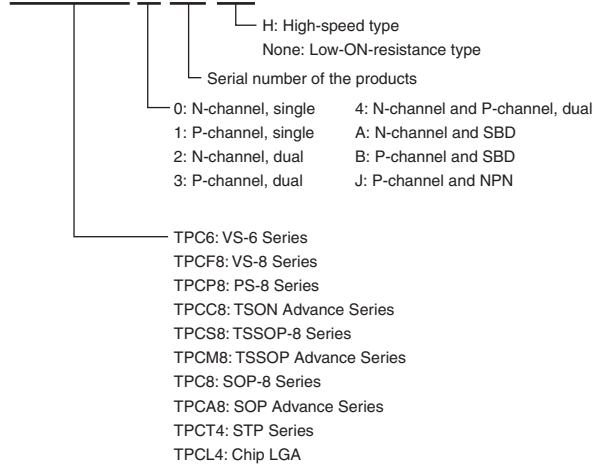 H: High-speed type
None: Low-ON-resistance type
Serial number of the products
0: N-channel, single 4: N-channel and P-channel, dual
1: P-channel, single A: N-channel and SBD
2: N-channel, dual B: P-channel and SBD
3: P-channel, dual J: P-channel and NPN
TPC6: VS-6 Series
TPCF8: VS-8 Series
TPCP8: PS-8 Series
TPCC8: TSON Advance Series
TPCS8: TSSOP-8 Series
TPCM8: TSSOP Advance Series
TPC8: SOP-8 Series
TPCA8: SOP Advance Series
TPCT4: STP Series
TPCL4: Chip LGA